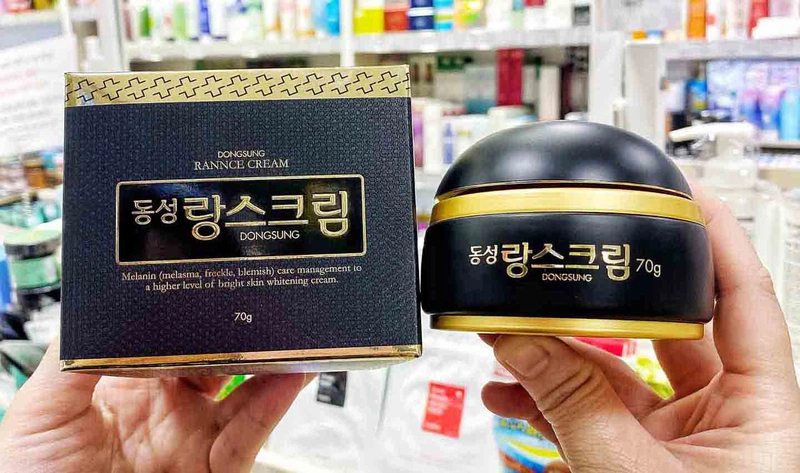 DONGSUNG
RANNCE CREAM
동성 랑스크림
DONGSUNG
Melanin (melasma, freckle, blemish) care management to
a higher level of bright skin whitening cream.
70g
동성 랑스크림 70g
DONGSUNG